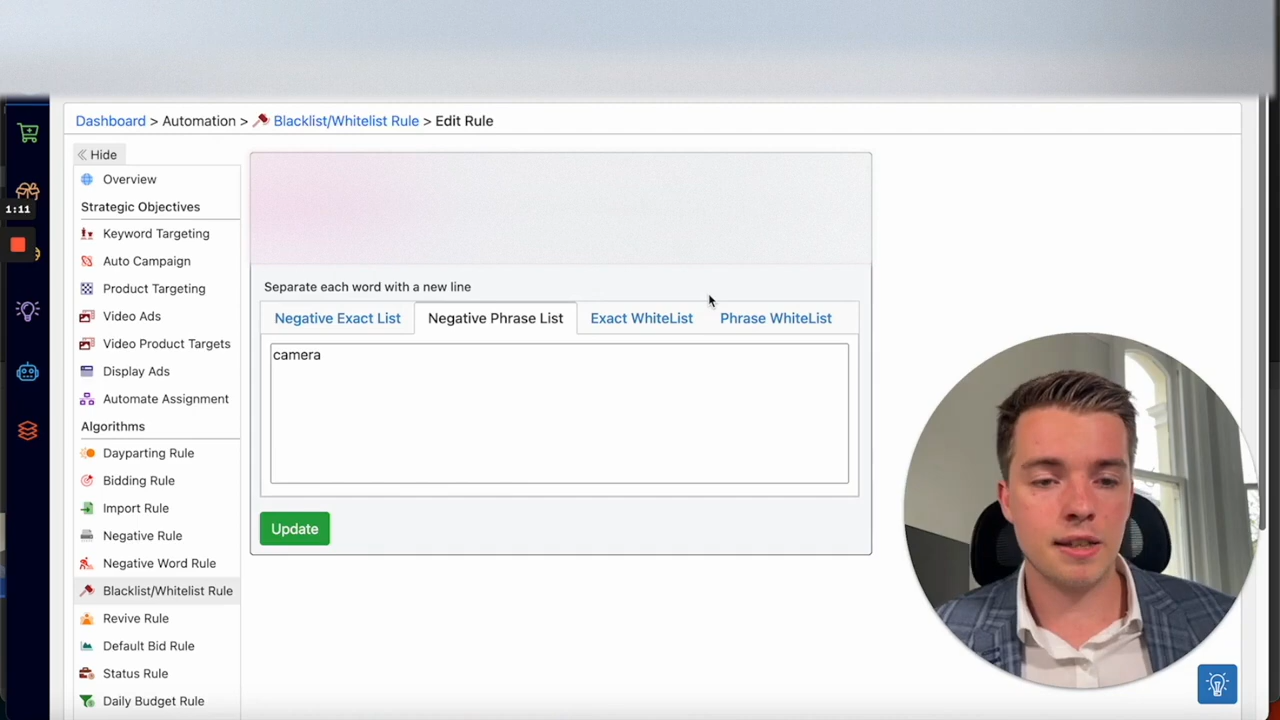 Dashboard > Automation > Blacklist/Whitelist Rule > Edit Rule
Hide
Overview
Strategic Objectives
Keyword Targeting
Auto Campaign
Product Targeting
Video Ads
Video Product Targets
Display Ads
Automate Assignment
Algorithms
Dayparting Rule
Bidding Rule
Import Rule
Negative Rule
Negative Word Rule
Blacklist/Whitelist Rule
Revive Rule
Default Bid Rule
Status Rule
Daily Budget Rule
1:11
Separate each word with a new line
Negative Exact List
Negative Phrase List
Exact WhiteList
Phrase WhiteList
camera
Update